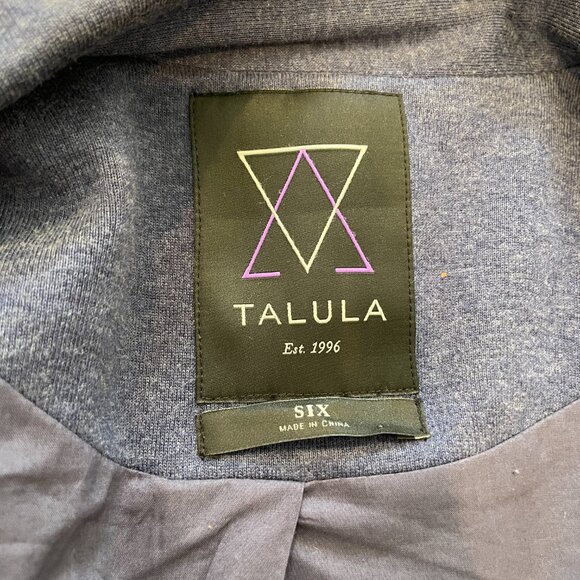 TALULA
Est. 1996
SIX
MADE IN CHINA